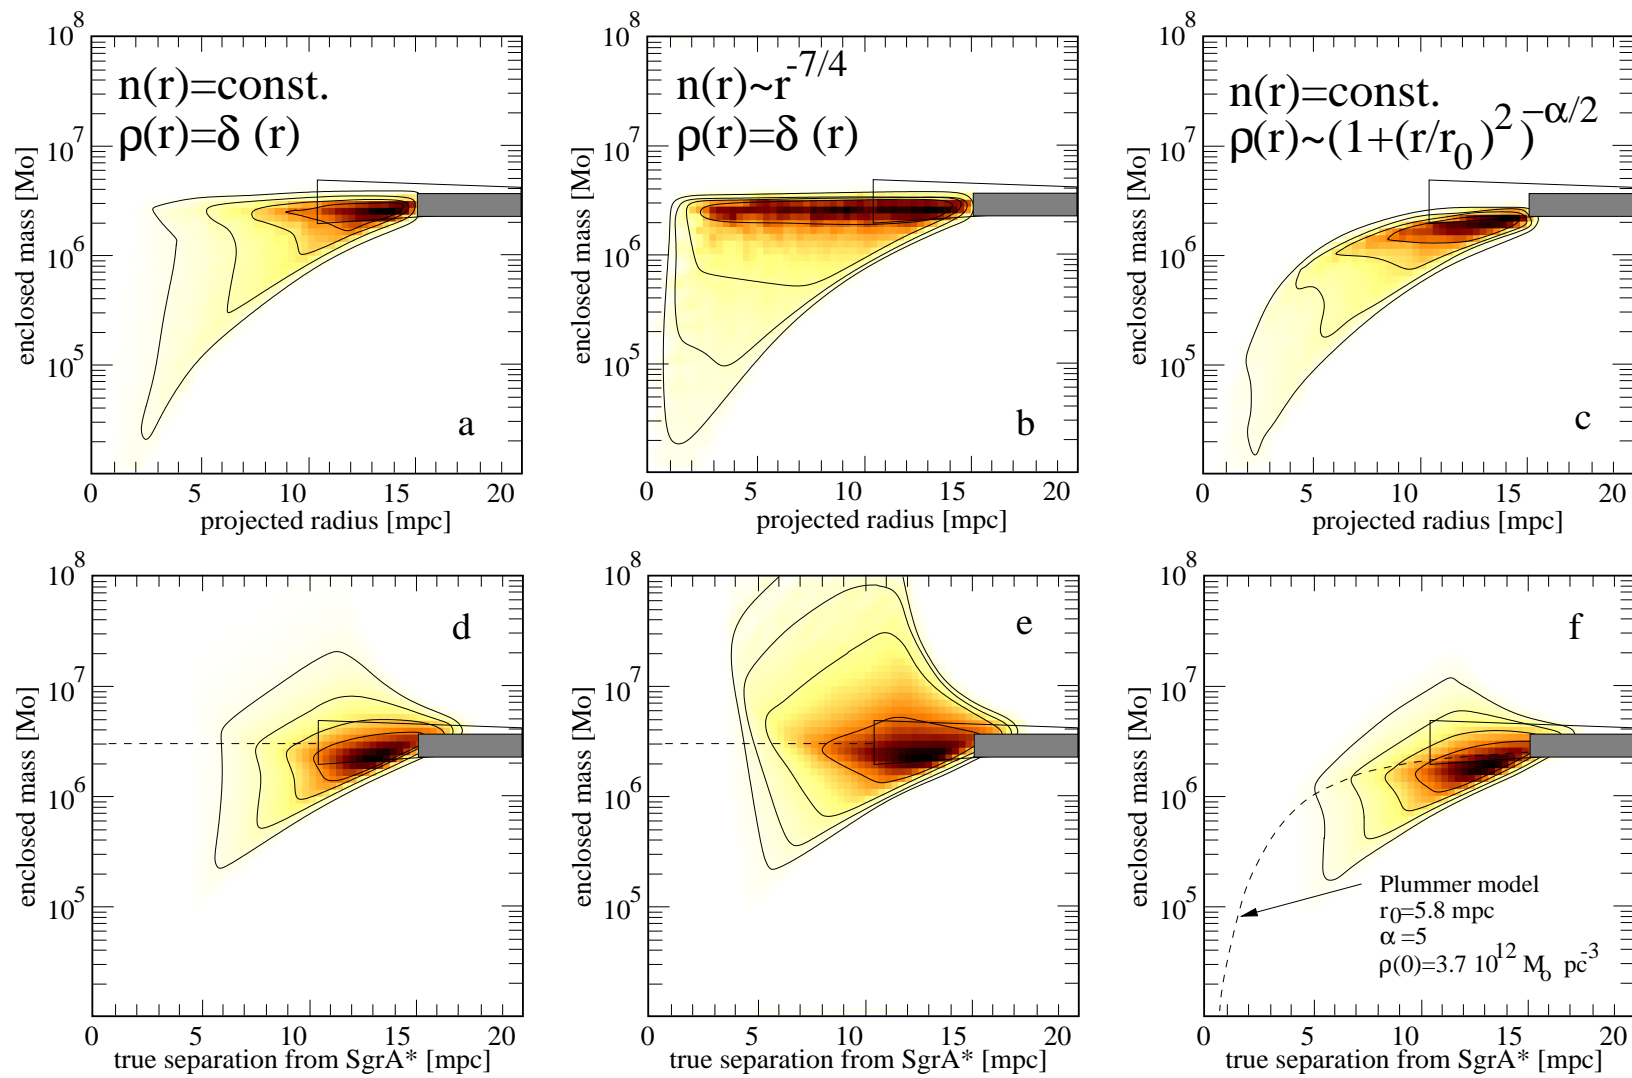 10^8
10^7
10^6
10^5
enclosed mass [Mo]
n(r)=const.
ρ(r)=δ (r)
a
0 5 10 15 20
projected radius [mpc]
10^8
10^7
10^6
10^5
enclosed mass [Mo]
n(r)~r^-7/4
ρ(r)=δ (r)
b
0 5 10 15 20
projected radius [mpc]
10^8
10^7
10^6
10^5
enclosed mass [Mo]
n(r)=const.
ρ(r)~(1+(r/r_0)^2)^-α/2
c
0 5 10 15 20
projected radius [mpc]
10^8
10^7
10^6
10^5
enclosed mass [Mo]
d
0 5 10 15 20
true separation from SgrA* [mpc]
10^8
10^7
10^6
10^5
enclosed mass [Mo]
e
0 5 10 15 20
true separation from SgrA* [mpc]
10^8
10^7
10^6
10^5
enclosed mass [Mo]
f
Plummer model
r_0=5.8 mpc
α =5
ρ(0)=3.7 10^12 M_o pc^-3
0 5 10 15 20
true separation from SgrA* [mpc]